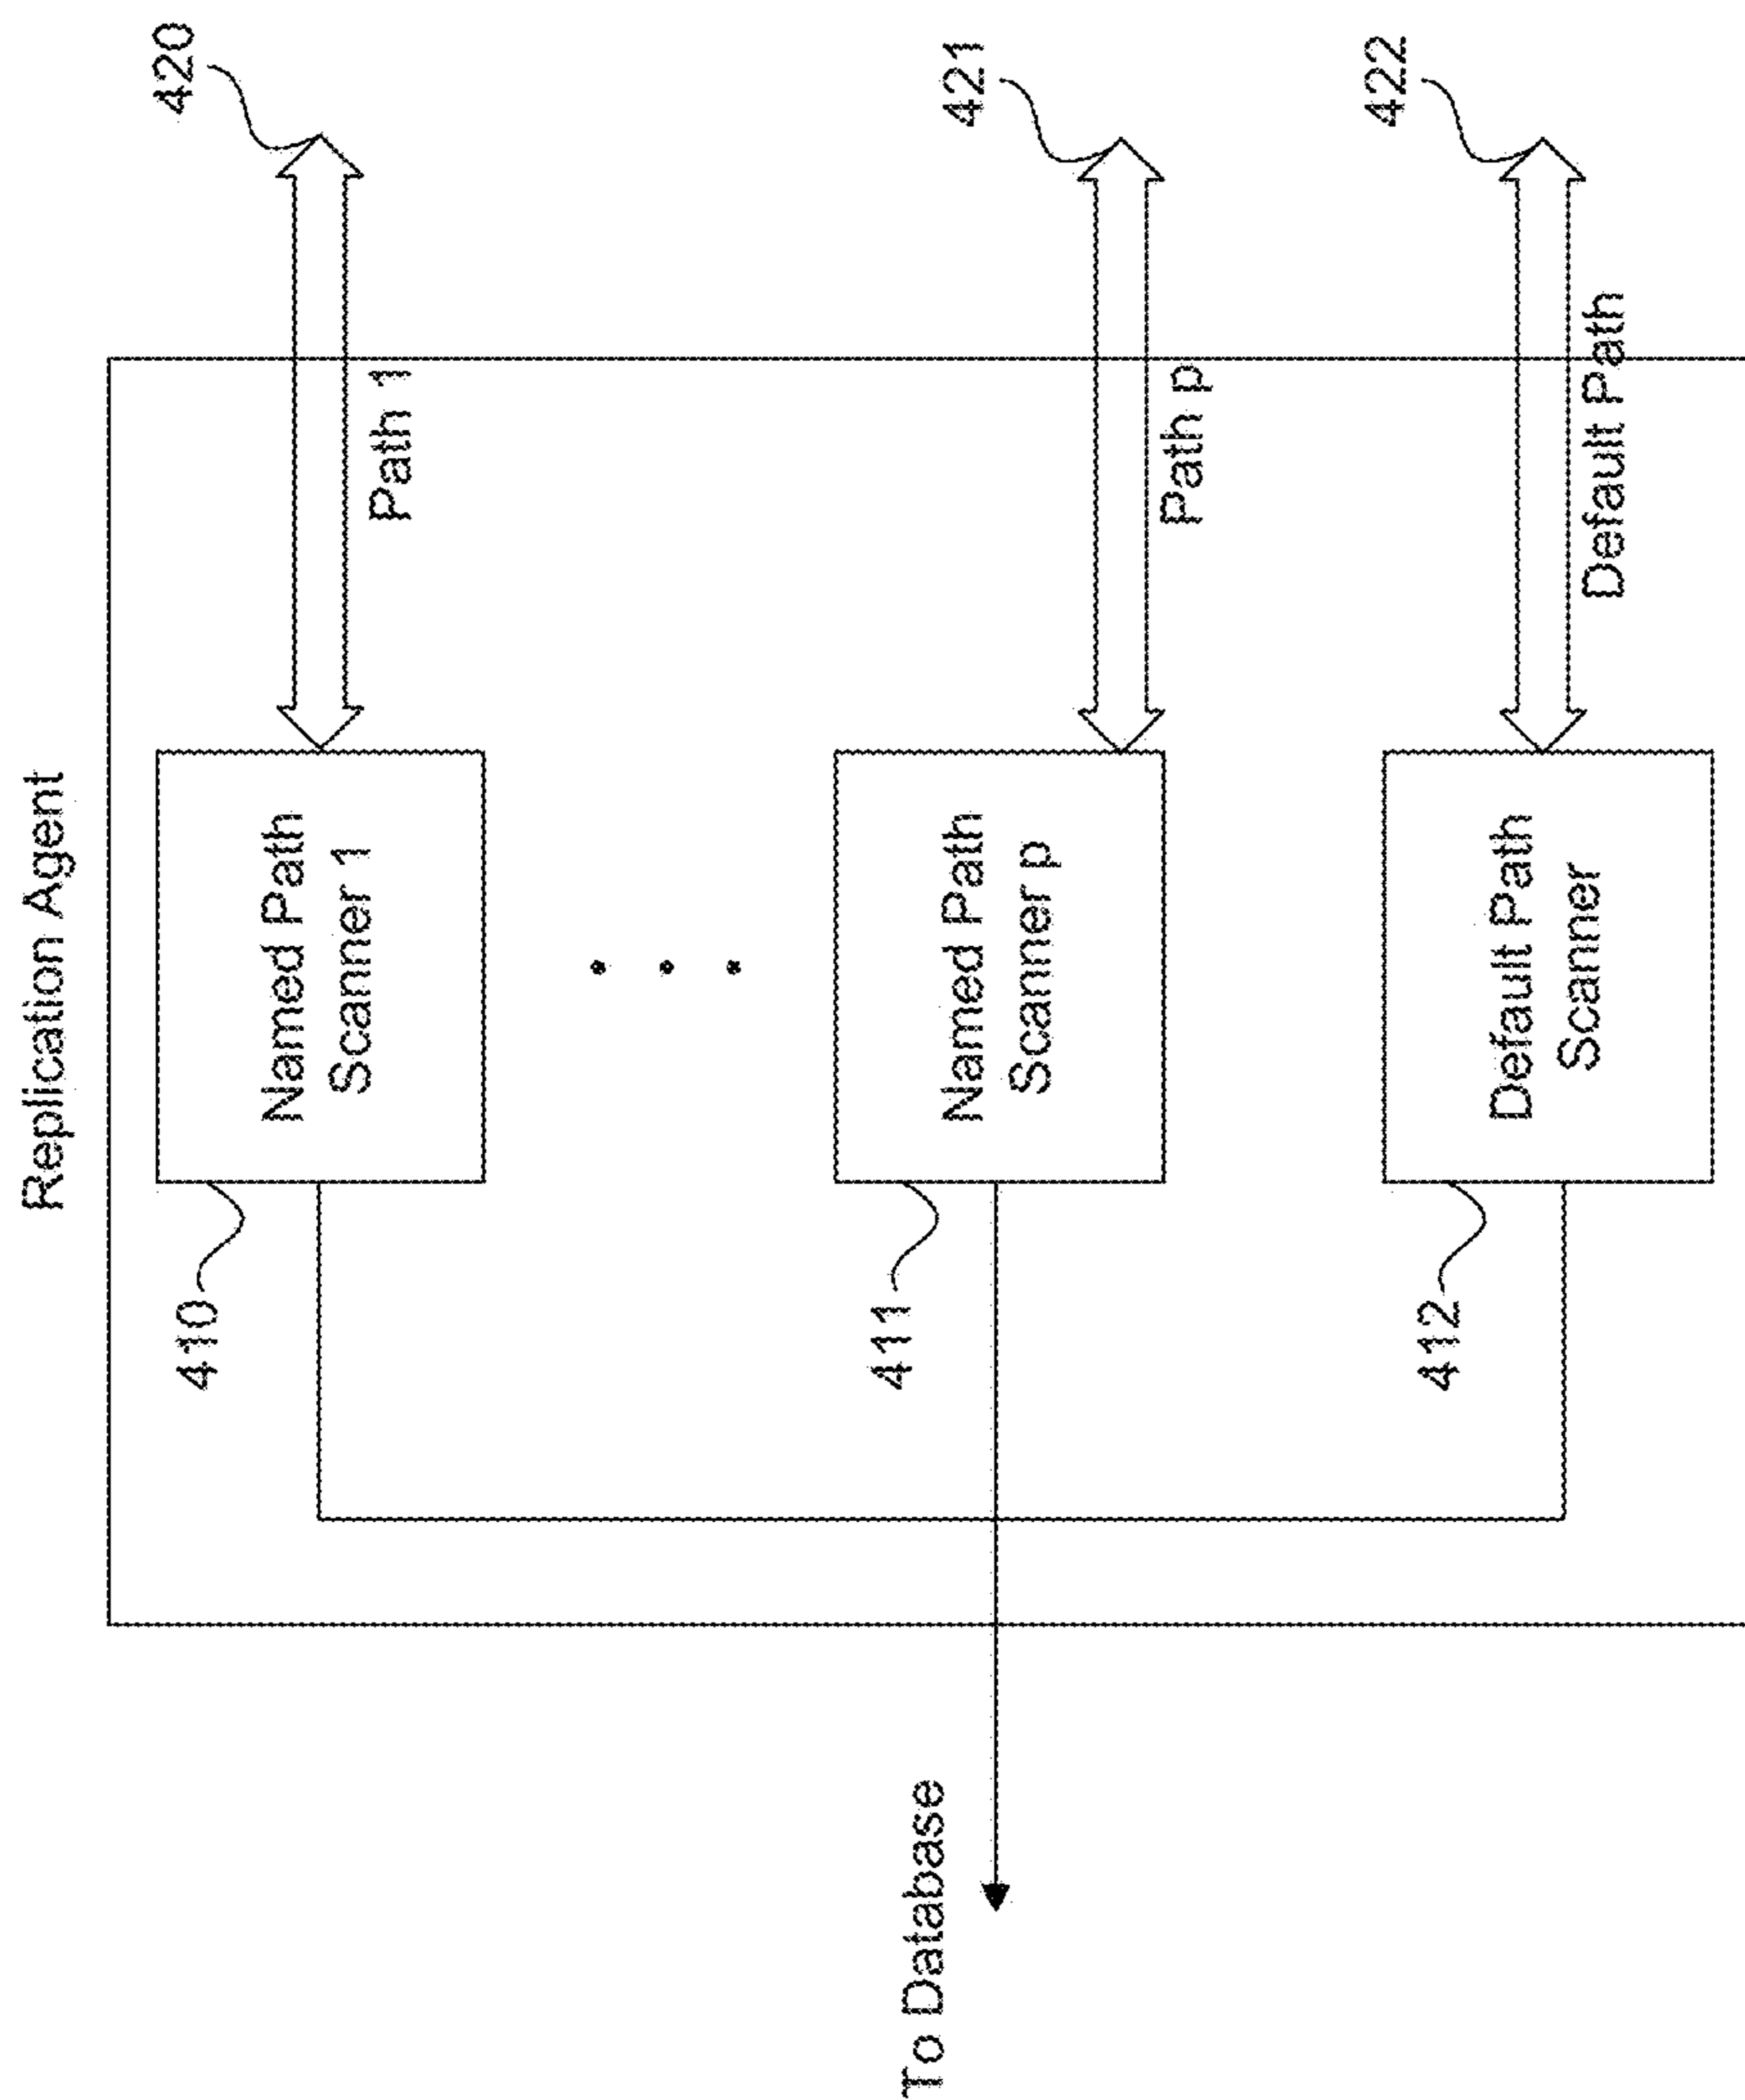 Replication Agent
Named Path
Scanner 1
Path 1
410
420
Named Path
Scanner p
Path p
411
421
To Database
Default Path
Scanner
Default Path
412
422